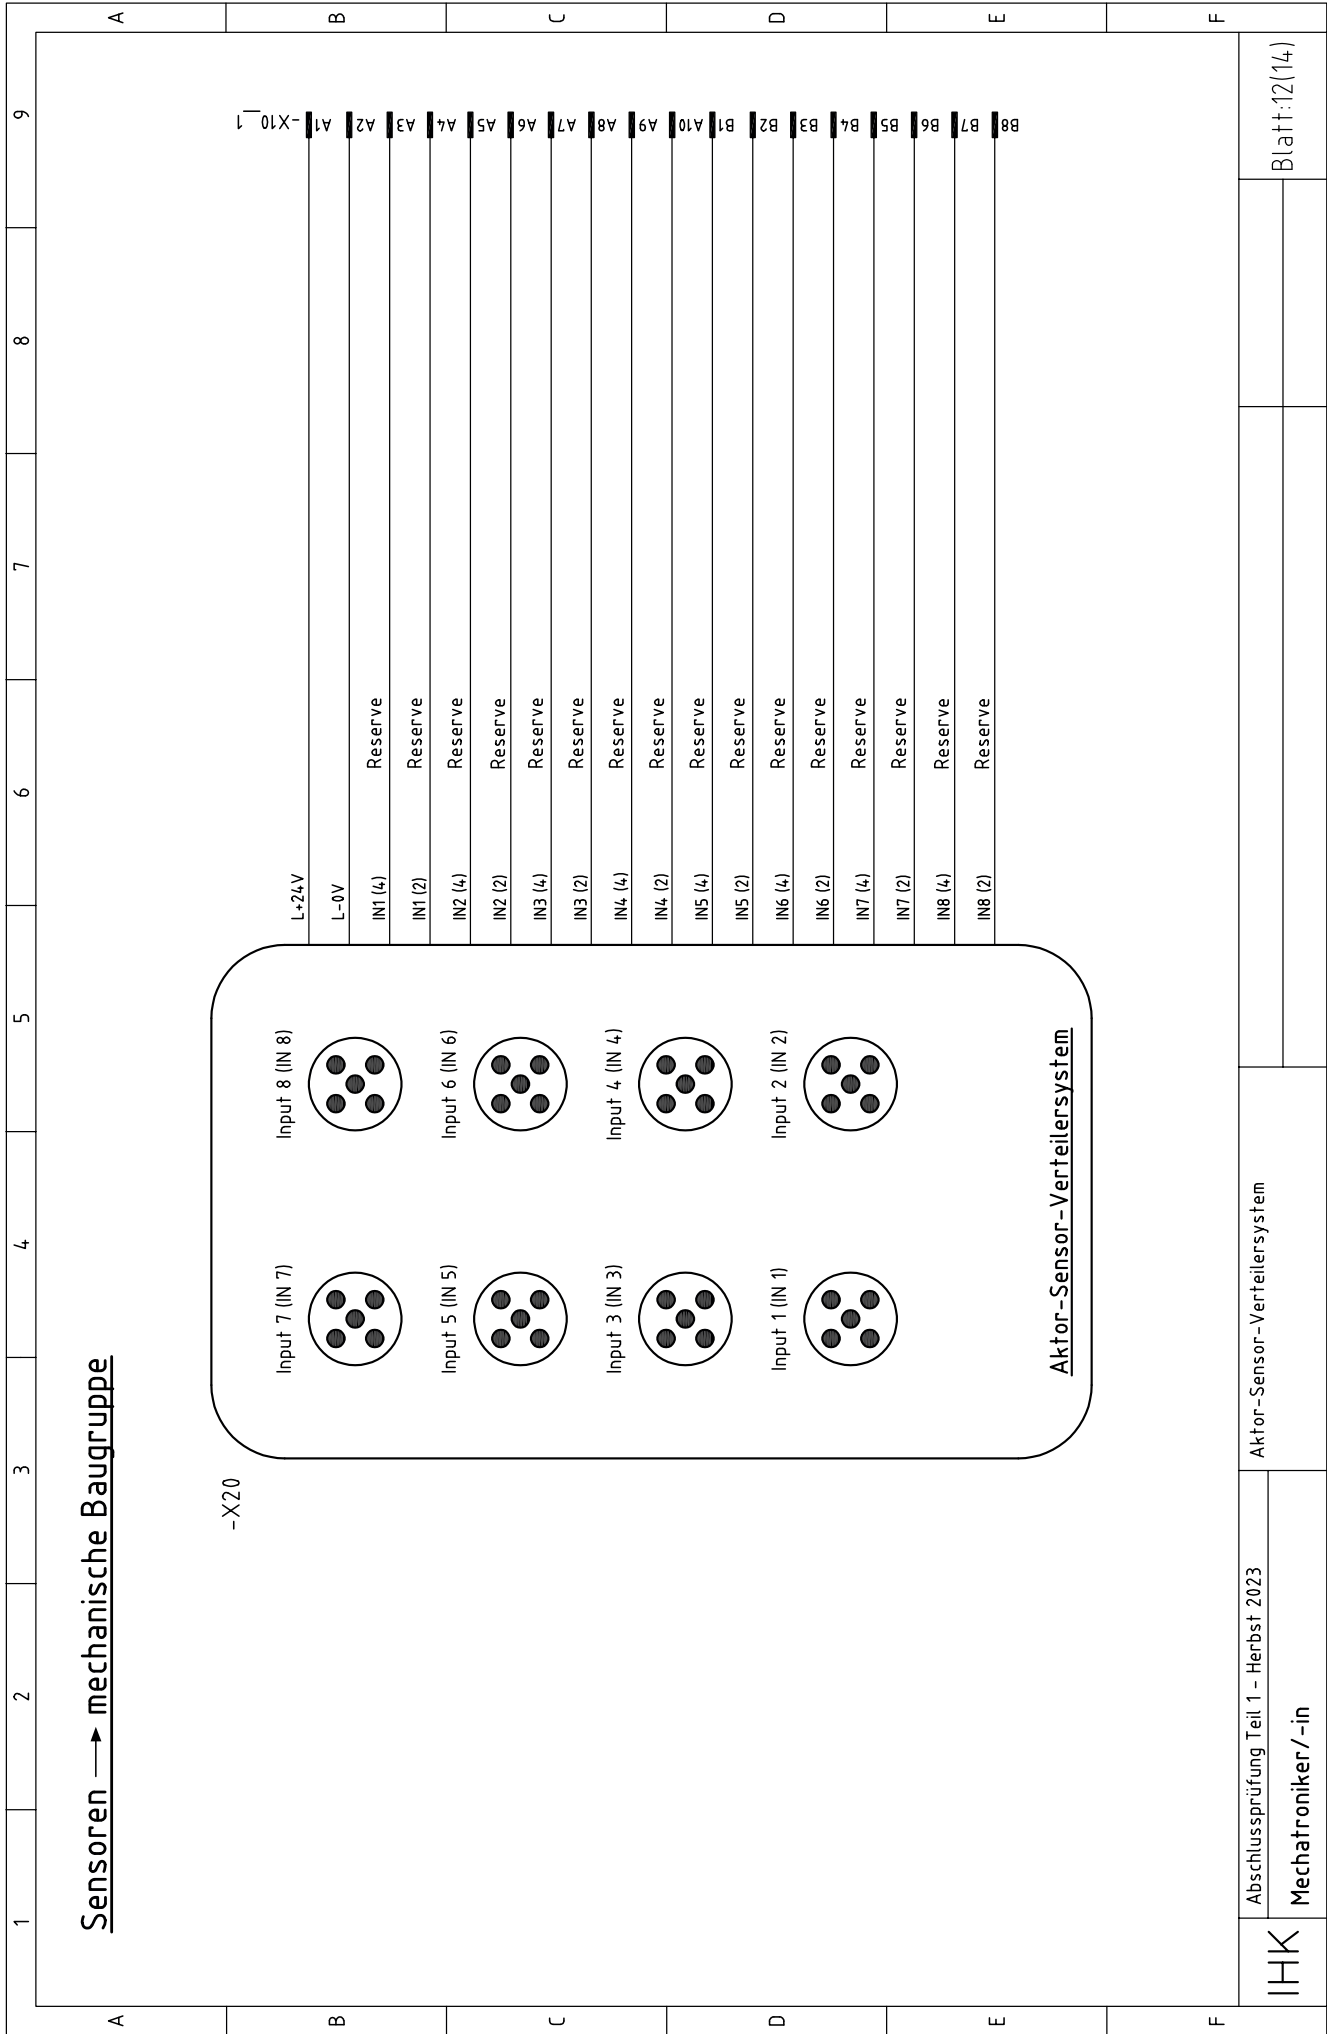 1 2 3 4 5 6 7 8 9
A A
B B
C C
D D
E E
F F
Sensoren mechanische Baugruppe
-X20
Input 7 (IN 7)
Input 8 (IN 8)
Input 5 (IN 5)
Input 6 (IN 6)
Input 3 (IN 3)
Input 4 (IN 4)
Input 1 (IN 1)
Input 2 (IN 2)
Aktor-Sensor-Verteilersystem
-X10_1
L+24V A1
L-0V A2
IN1 (4) Reserve A3
IN1 (2) Reserve A4
IN2 (4) Reserve A5
IN2 (2) Reserve A6
IN3 (4) Reserve A7
IN3 (2) Reserve A8
IN4 (4) Reserve A9
IN4 (2) Reserve A10
IN5 (4) Reserve B1
IN5 (2) Reserve B2
IN6 (4) Reserve B3
IN6 (2) Reserve B4
IN7 (4) Reserve B5
IN7 (2) Reserve B6
IN8 (4) Reserve B7
IN8 (2) Reserve B8
IHK
Abschlussprüfung Teil 1 - Herbst 2023
Mechatroniker/-in
Aktor-Sensor-Verteilersystem
Blatt:12(14)